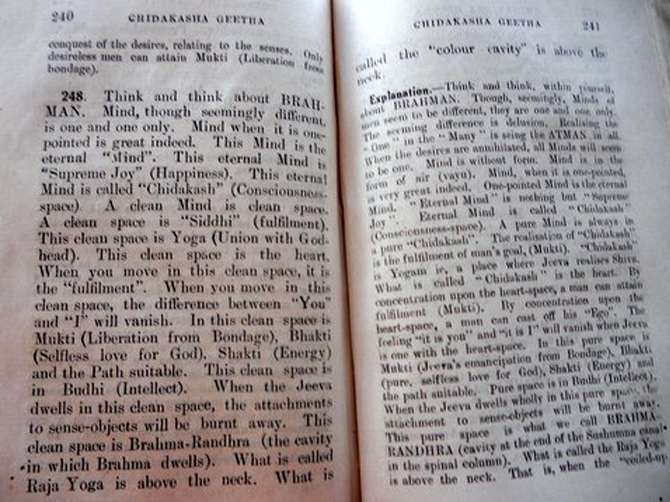 240 CHIDAKASHA GEETHA
conquest of the desires, relating to the senses. Only
desireless men can attain Mukti (Liberation from
bondage).
248. Think and think about BRAH-
MAN. Mind, though seemingly different,
is one and only. Mind when it is one-
pointed is great indeed. This Mind is the
eternal "Mind". This eternal Mind is
"Supreme Joy" (Happiness). This eternal
Mind is called "Chidakash" (Consciousness-
space) A clean Mind is clean space.
A clean space is "Siddhi" (fulfilment).
This clean space is Yoga (Union with God-
head). This clean space is the heart.
When you move in this clean space, it is
the "fulfilment". When you move in this
clean space, the difference between "You"
and "I" will vanish. In this clean space is
Mukti (Liberation from Bondage), Bhakti
(Selfless love for God), Shakti (Energy)
and the Path suitable. This clean space is
in Budhi (Intellect). When the Jeeva
dwells in this clean space, the attachments
to sense-objects will be burnt away. This
clean space is Brahma-Randhra (the cavity
in which Brahma dwells). What is called
Raja Yoga is above the neck. What is
CHIDAKASHA GEETHA 241
called the "colour cavity" is above the
neck.
Explanation.—Think and think, within yourself,
about BRAHMAN. Though, seemingly, Minds of
men seem to be different, they are one and one only.
The seeming difference is delusion. Realising the
"One" in the "Many" is seing the ATMAN in all.
When the desires are annihilated, all Minds will seem
to be one. Mind is without form. Mind is in the
form of air (vayu). Mind, when it is one-pointed,
is very great indeed. One-pointed Mind is the eternal
Mind. "Eternal Mind" is nothing but "Supreme
Joy". Eternal Mind is called "Chidakash"
(Consciousness-space). A pure Mind is always in
a pure "Chidakash". The realisation of "Chidakash"
is the fulfilment of man's goal, (Mukti). "Chidakash"
is Yogam ie, a place where Jeeva realises Shiva.
What is called "Chidakash" is the heart. By
concentration upon the heart-space, a man can attain
fulfilment (Mukti). By concentration upon the
heart-space, a man can cast off his "Ego". The
feeling "it is you" and "it is I" will vanish when Jeeva
is one with the heart-space. In this pure space is
Mukti (Jeeva's emancipation from Bondage), Bhakti
(pure, selfless love for God), Shakti (Energy) and
the path suitable. Pure space is in Budhi (Intellect).
When the Jeeva dwells wholly in this pure space, the
attachment to sense-objects will be burnt away.
This pure space is what we call BRAHMA-
RANDHRA (cavity at the end of the Sushumna canal
in the spinal column). What is called the Raja Yoga
is above the neck. That is, when the "coiled-up